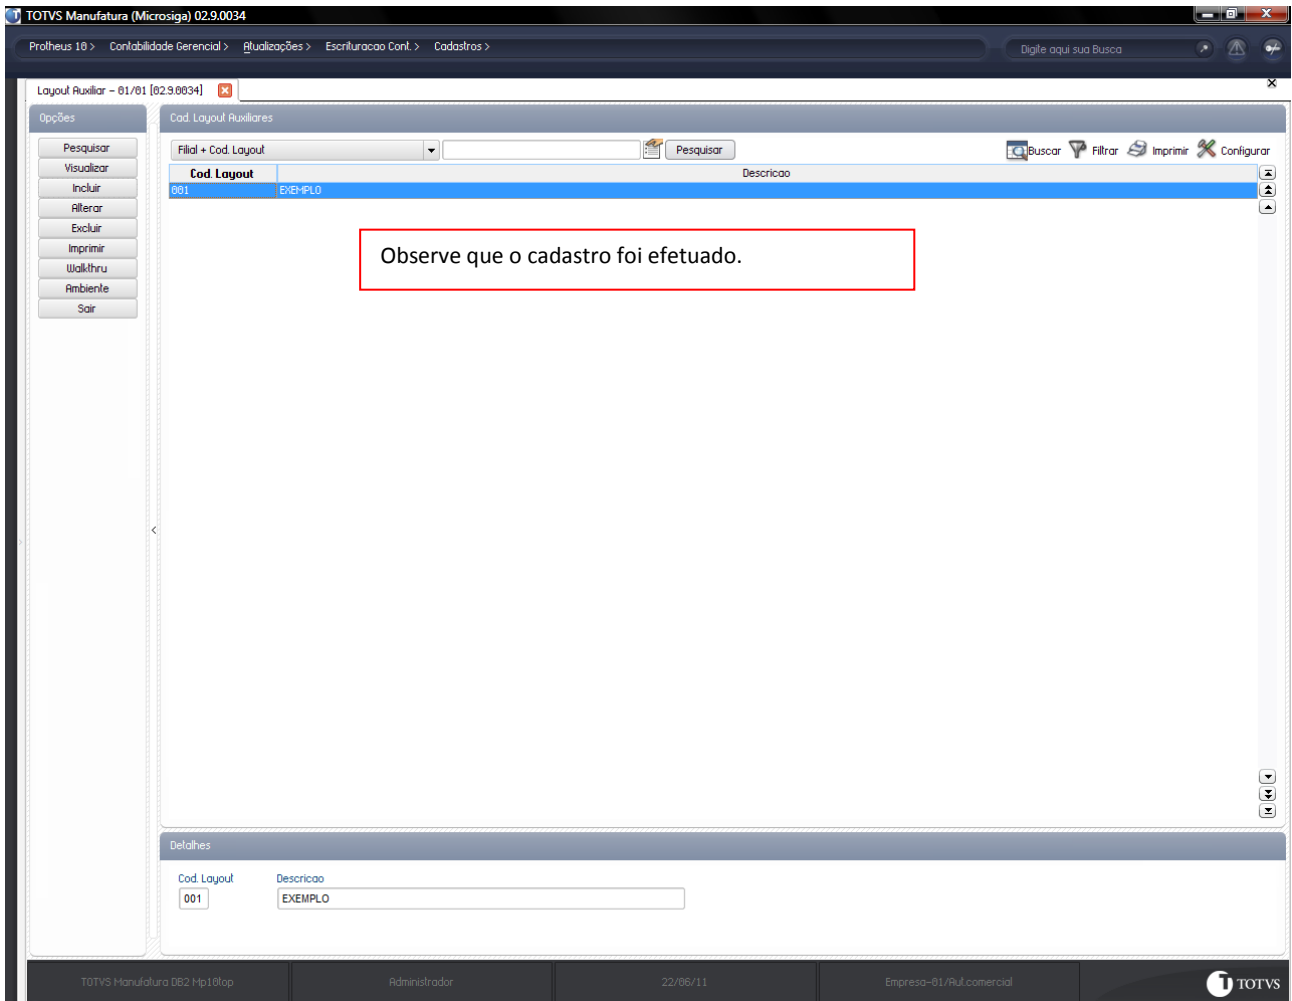 TOTVS Manufatura (Microsiga) 02.9.0034
Protheus 10 > Contabilidade Gerencial > Atualizações > Escrituracao Cont. > Cadastros >
Digite aqui sua Busca
Layout Auxiliar - 01/01 [02.9.0034]
Opções
Cad. Layout Auxiliares
Pesquisar
Visualizar
Incluir
Alterar
Excluir
Imprimir
Walkthru
Ambiente
Sair
Filial + Cod. Layout
Pesquisar
Buscar Filtrar Imprimir Configurar
Cod. Layout Descricao
001 EXEMPLO
Observe que o cadastro foi efetuado.
Detalhes
Cod. Layout Descricao
001 EXEMPLO
TOTVS Manufatura DB2 Mp10top Administrador 22/06/11 Empresa-01/Aut.comercial
TOTVS